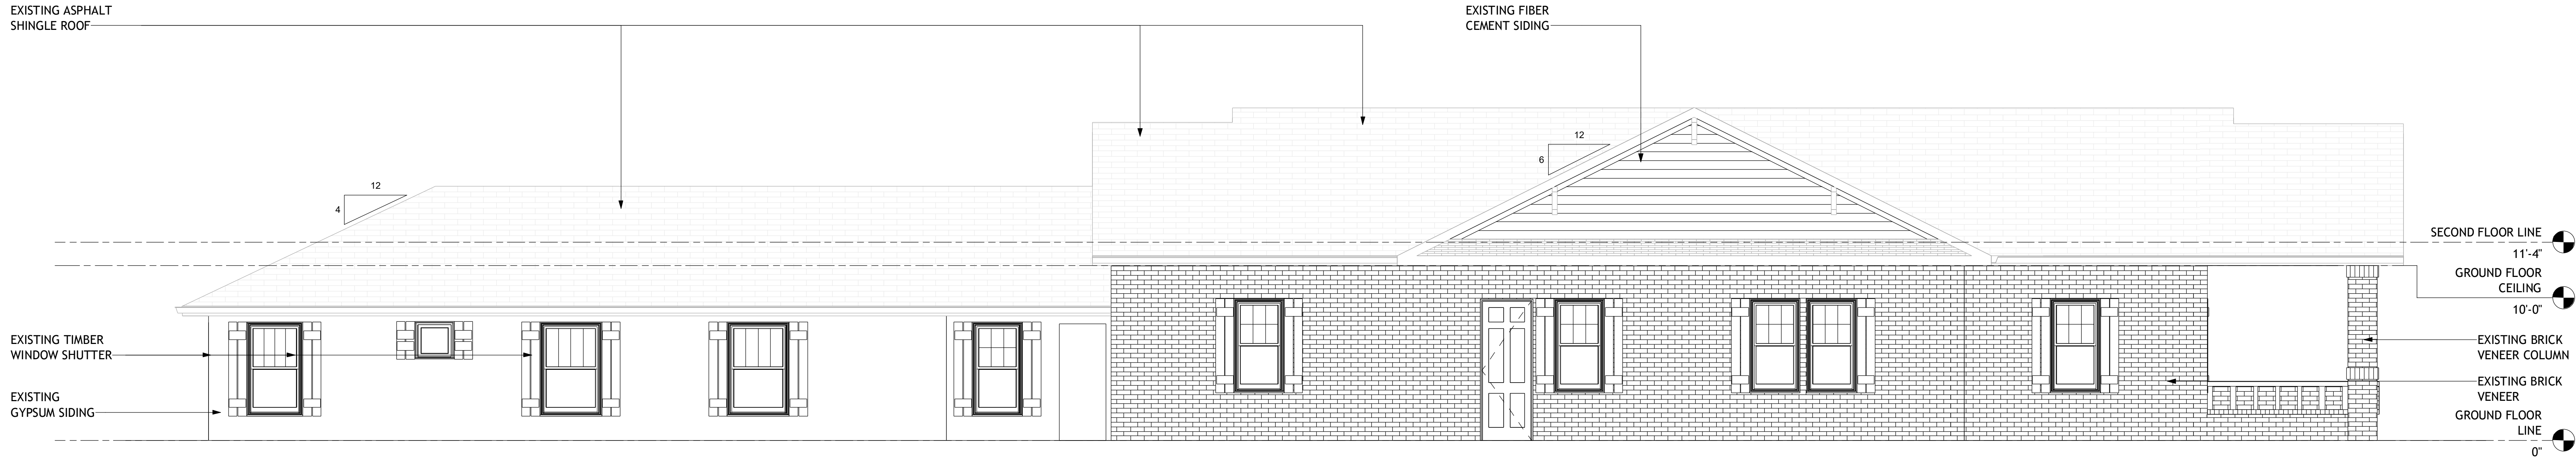 EXISTING ASPHALT
SHINGLE ROOF
EXISTING FIBER
CEMENT SIDING
12
4
12
6
SECOND FLOOR LINE
11'-4"
GROUND FLOOR
CEILING
10'-0"
EXISTING TIMBER
WINDOW SHUTTER
EXISTING
GYPSUM SIDING
EXISTING BRICK
VENEER COLUMN
EXISTING BRICK
VENEER
GROUND FLOOR
LINE
0"